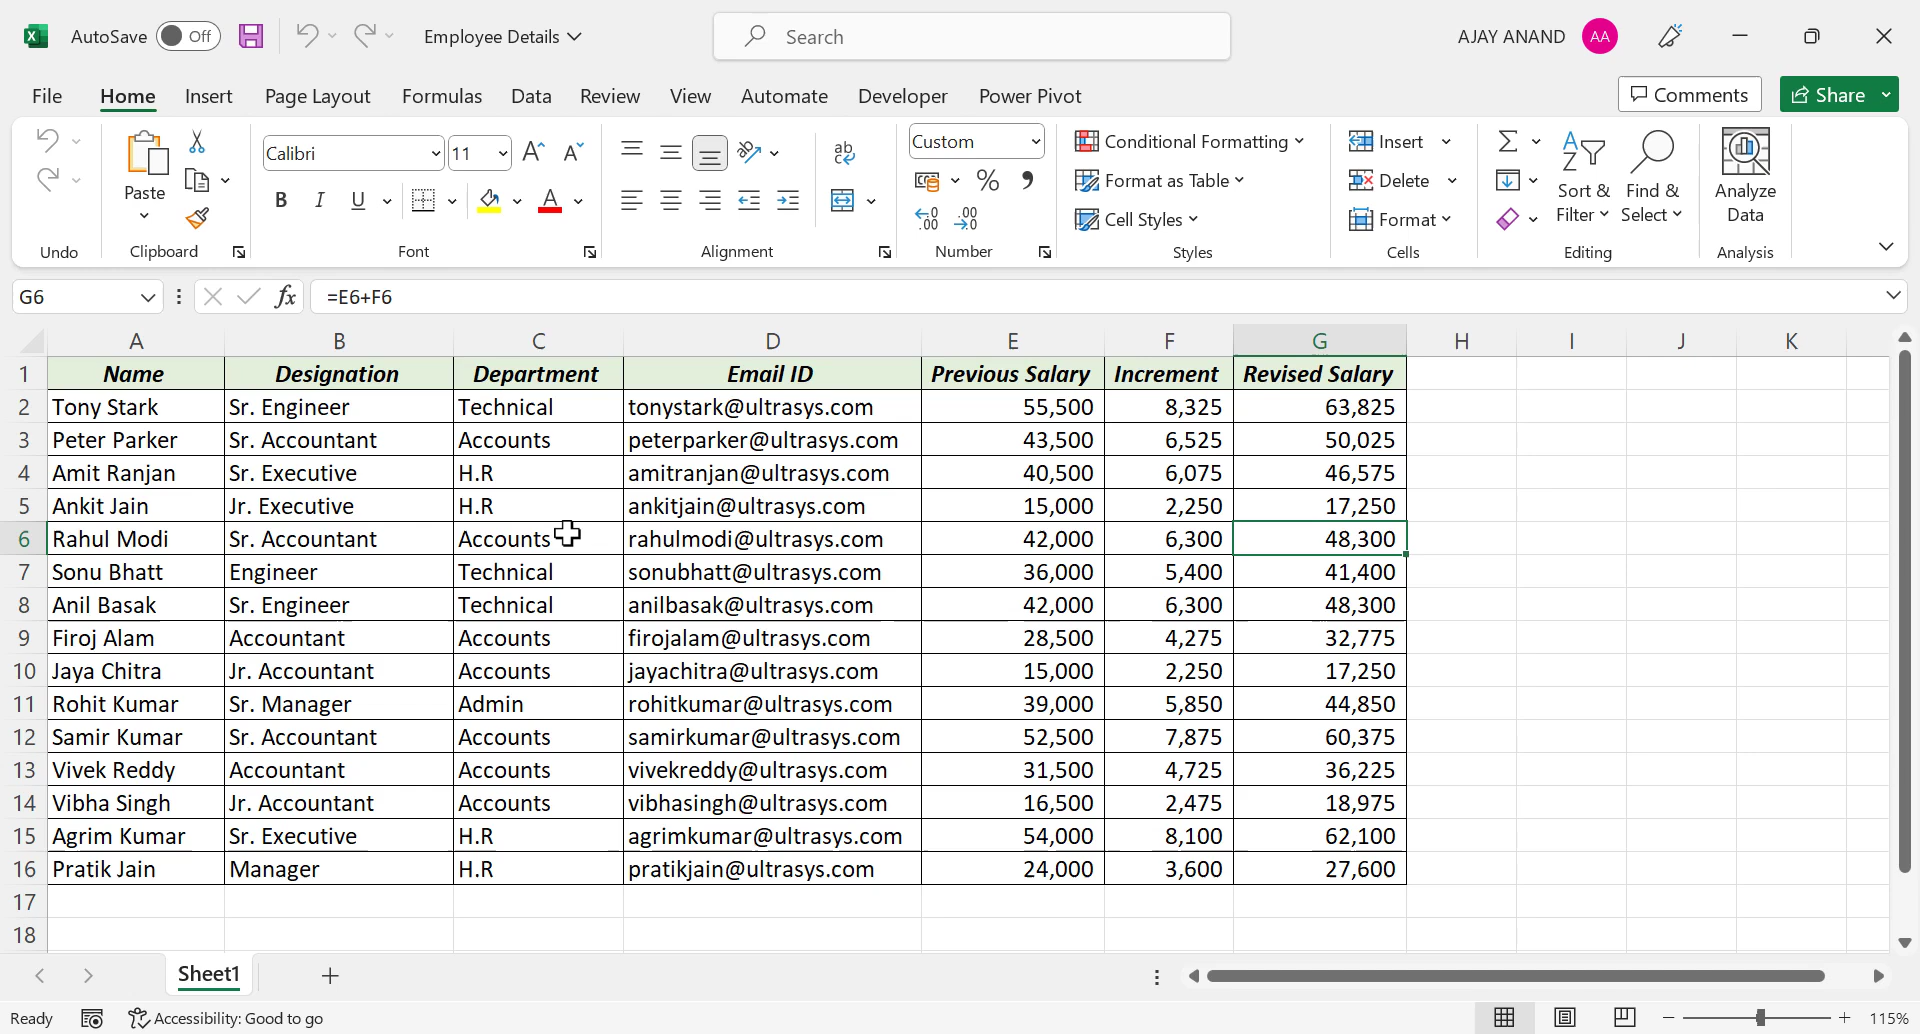 AutoSave Off Employee Details Search AJAY ANAND AA
File Home Insert Page Layout Formulas Data Review View Automate Developer Power Pivot Comments Share
Paste
Undo Clipboard
Calibri 11
B I U
Font
ab
Alignment
Custom
% 9
Number
Conditional Formatting
Format as Table
Cell Styles
Styles
Insert
Delete
Format
Cells
Sort & Filter
Find & Select
Editing
Analyze Data
Analysis
G6 fx =E6+F6
A B C D E F G H I J K
1 Name Designation Department Email ID Previous Salary Increment Revised Salary
2 Tony Stark Sr. Engineer Technical tonystark@ultrasys.com 55,500 8,325 63,825
3 Peter Parker Sr. Accountant Accounts peterparker@ultrasys.com 43,500 6,525 50,025
4 Amit Ranjan Sr. Executive H.R amitranjan@ultrasys.com 40,500 6,075 46,575
5 Ankit Jain Jr. Executive H.R ankitjain@ultrasys.com 15,000 2,250 17,250
6 Rahul Modi Sr. Accountant Accounts rahulmodi@ultrasys.com 42,000 6,300 48,300
7 Sonu Bhatt Engineer Technical sonubhatt@ultrasys.com 36,000 5,400 41,400
8 Anil Basak Sr. Engineer Technical anilbasak@ultrasys.com 42,000 6,300 48,300
9 Firoj Alam Accountant Accounts firojalam@ultrasys.com 28,500 4,275 32,775
10 Jaya Chitra Jr. Accountant Accounts jayachitra@ultrasys.com 15,000 2,250 17,250
11 Rohit Kumar Sr. Manager Admin rohitkumar@ultrasys.com 39,000 5,850 44,850
12 Samir Kumar Sr. Accountant Accounts samirkumar@ultrasys.com 52,500 7,875 60,375
13 Vivek Reddy Accountant Accounts vivekreddy@ultrasys.com 31,500 4,725 36,225
14 Vibha Singh Jr. Accountant Accounts vibhasingh@ultrasys.com 16,500 2,475 18,975
15 Agrim Kumar Sr. Executive H.R agrimkumar@ultrasys.com 54,000 8,100 62,100
16 Pratik Jain Manager H.R pratikjain@ultrasys.com 24,000 3,600 27,600
17
18
Sheet1
Ready Accessibility: Good to go 115%